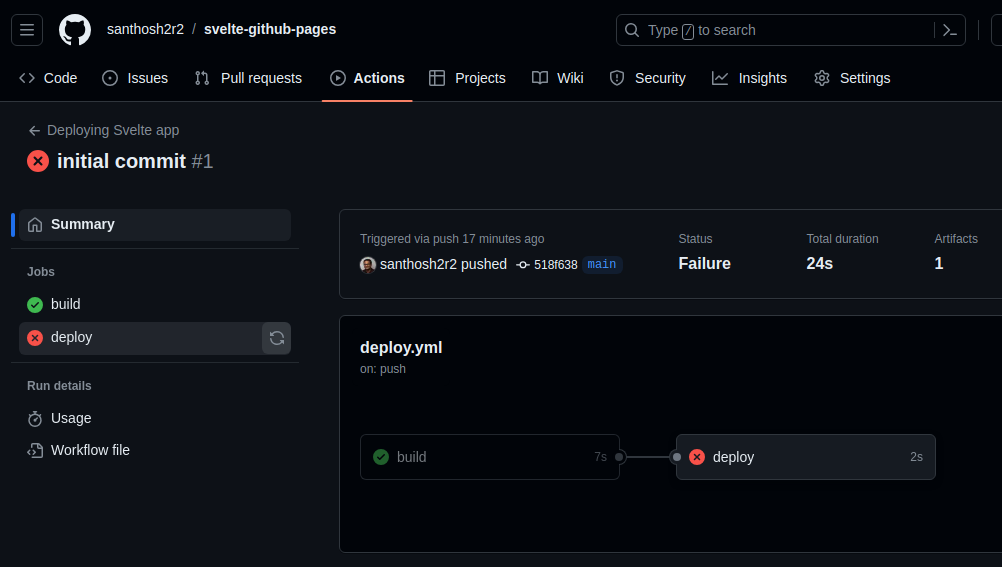 santhosh2r2 / svelte-github-pages
Type / to search
Code
Issues
Pull requests
Actions
Projects
Wiki
Security
Insights
Settings
Deploying Svelte app
initial commit #1
Summary
Jobs
build
deploy
Run details
Usage
Workflow file
Triggered via push 17 minutes ago
santhosh2r2 pushed 518f638 main
Status
Failure
Total duration
24s
Artifacts
1
deploy.yml
on: push
build 7s
deploy 2s